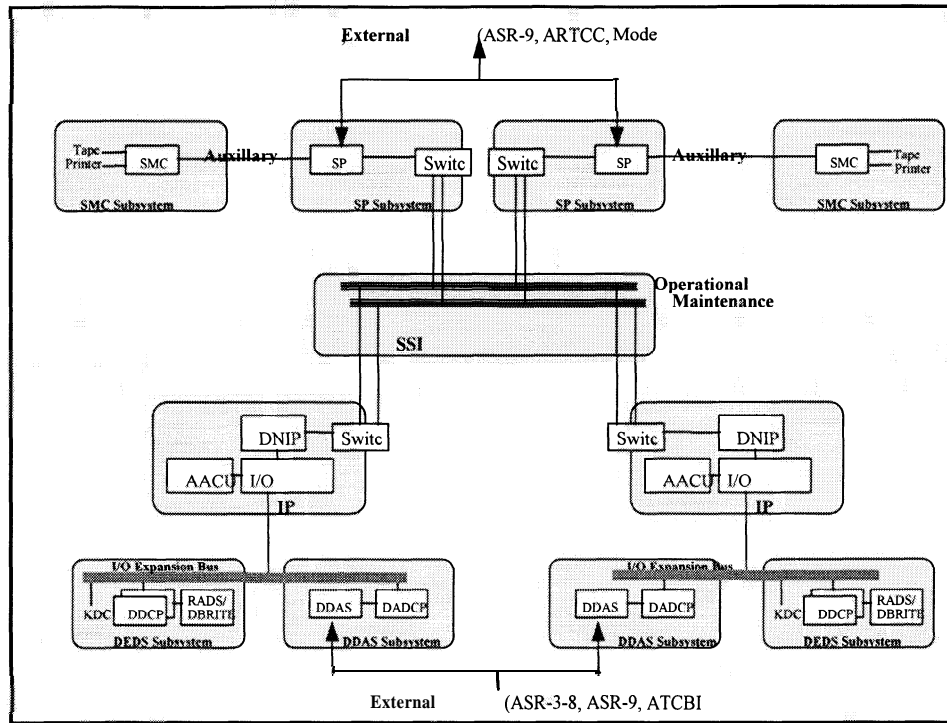 External (ASR-9, ARTCC, Mode
Tape
Printer
SMC
Auxillary
SP
Switc
Switc
SP
Auxillary
SMC
Tape
Printer
SMC Subsystem
SP Subsystem
SP Subsystem
SMC Subsystem
Operational
Maintenance
SSI
DNIP
Switc
Switc
DNIP
AACU
I/O
AACU
I/O
IP
IP
I/O Expansion Bus
I/O Expansion Bus
KDC
DDCP
RADS/
DBRITE
DDAS
DADCP
DDAS
DADCP
KDC
DDCP
RADS/
DBRITE
DEDS Subsystem
DDAS Subsystem
DDAS Subsystem
DEDS Subsystem
External (ASR-3-8, ASR-9, ATCBI